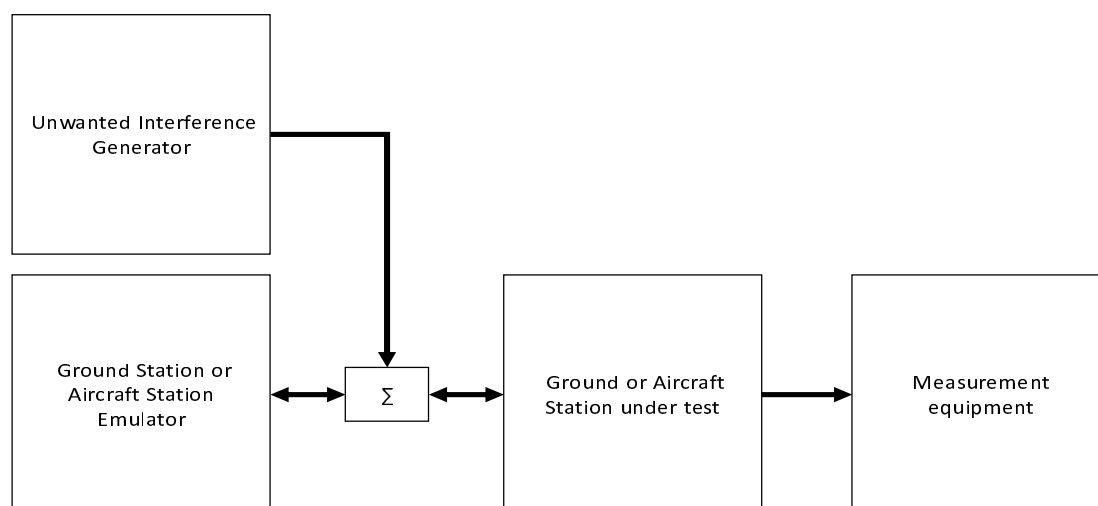 Unwanted Interference
Generator
Ground Station or
Aircraft Station
Emulator
Σ
Ground or Aircraft
Station under test
Measurement
equipment